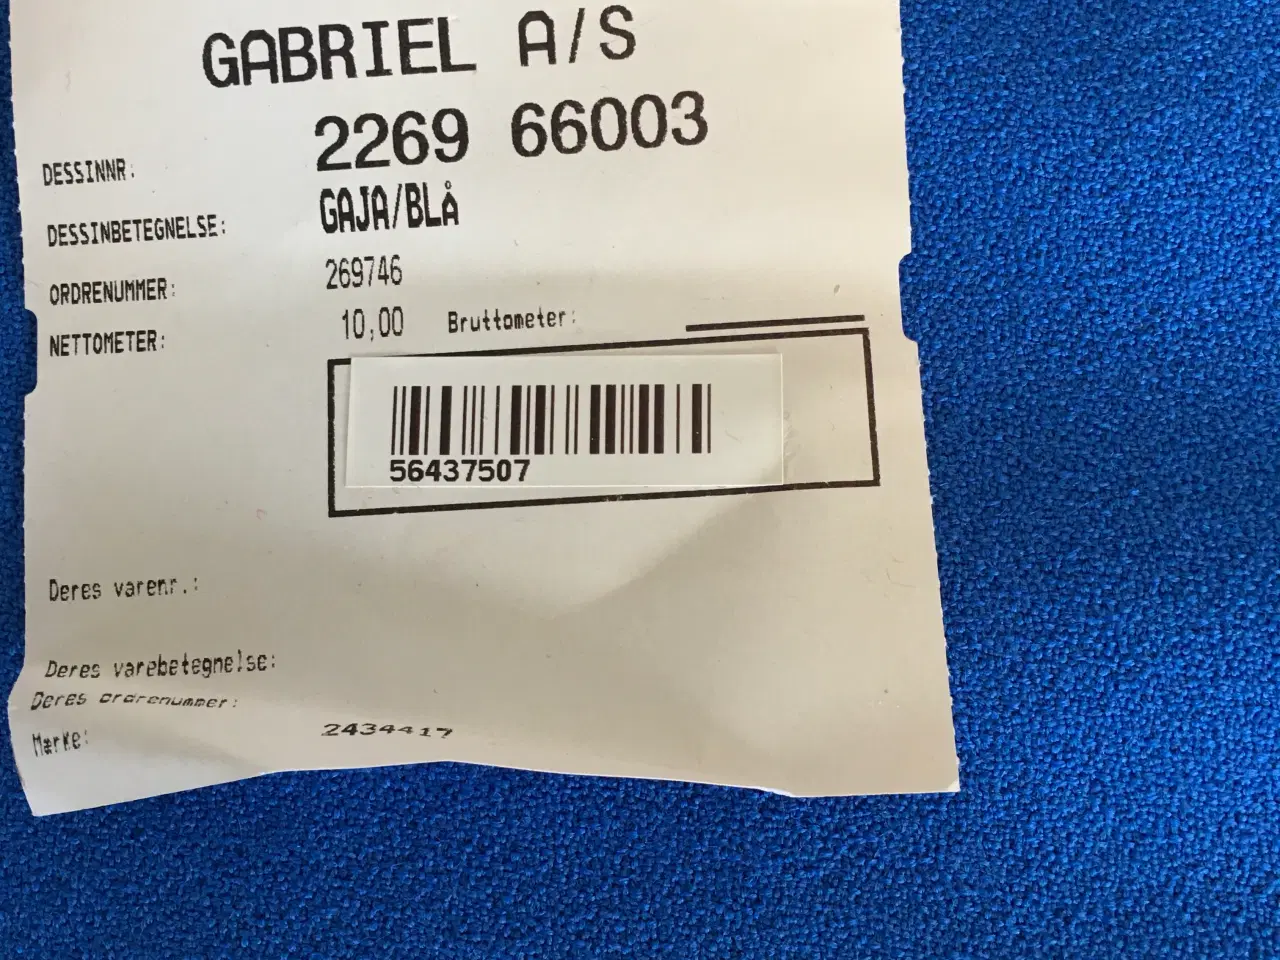 GABRIEL A/S
DESSINNR: 2269 66003
DESSINBETEGNELSE: GAJA/BLÅ
ORDRENUMMER: 269746
NETTOMETER: 10,00 Bruttometer:
56437507
Deres varenr.:
Deres varebetegnelse:
Deres ordrenummer:
Mærke: 2434417